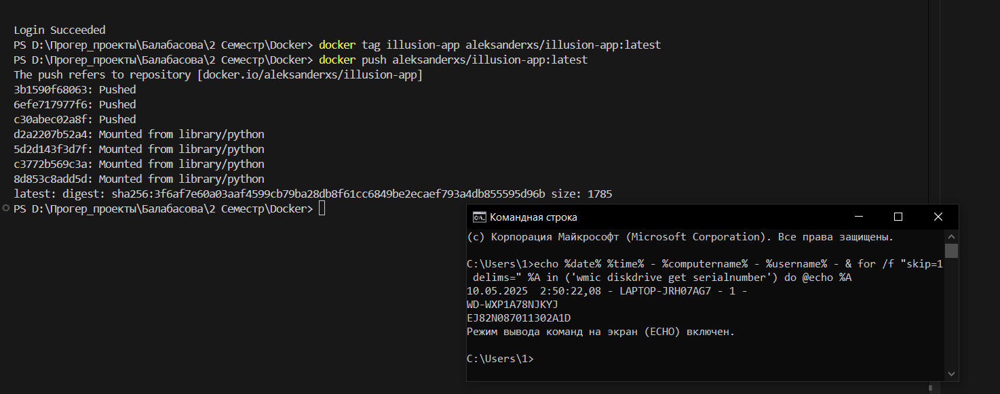 Login Succeeded
PS D:\Прогер_проекты\Балабасова\2 Семестр\Docker> docker tag illusion-app aleksanderxs/illusion-app:latest
PS D:\Прогер_проекты\Балабасова\2 Семестр\Docker> docker push aleksanderxs/illusion-app:latest
The push refers to repository [docker.io/aleksanderxs/illusion-app]
3b1590f68063: Pushed
6efe717977f6: Pushed
c30abec02a8f: Pushed
d2a2207b52a4: Mounted from library/python
5d2d143f3d7f: Mounted from library/python
c3772b569c3a: Mounted from library/python
8d853c8add5d: Mounted from library/python
latest: digest: sha256:3f6af7e60a03aaf4599cb79ba28db8f61cc6849be2ecaef793a4db855595d96b size: 1785
PS D:\Прогер_проекты\Балабасова\2 Семестр\Docker>
Командная строка
(c) Корпорация Майкрософт (Microsoft Corporation). Все права защищены.
C:\Users\1>echo %date% %time% - %computername% - %username% - & for /f "skip=1
 delims=" %A in ('wmic diskdrive get serialnumber') do @echo %A
10.05.2025  2:50:22,08 - LAPTOP-JRH07AG7 - 1 -
WD-WXP1A78NJKYJ
EJ82N087011302A1D
Режим вывода команд на экран (ECHO) включен.
C:\Users\1>